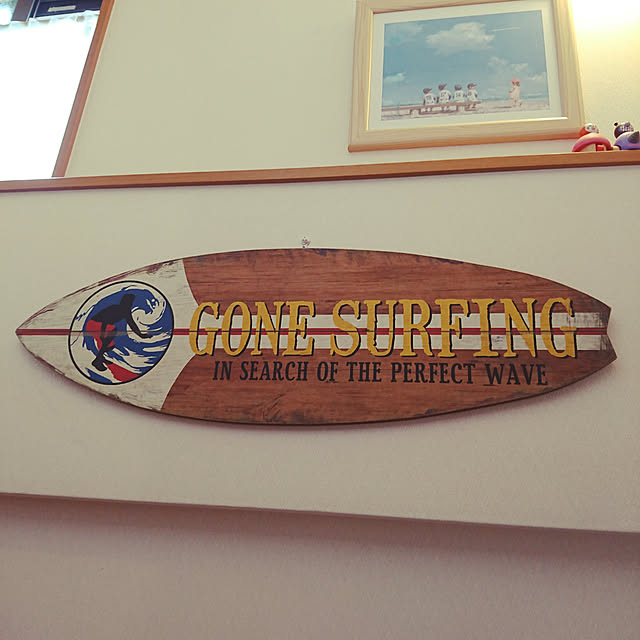 GONE SURFING
IN SEARCH OF THE PERFECT WAVE